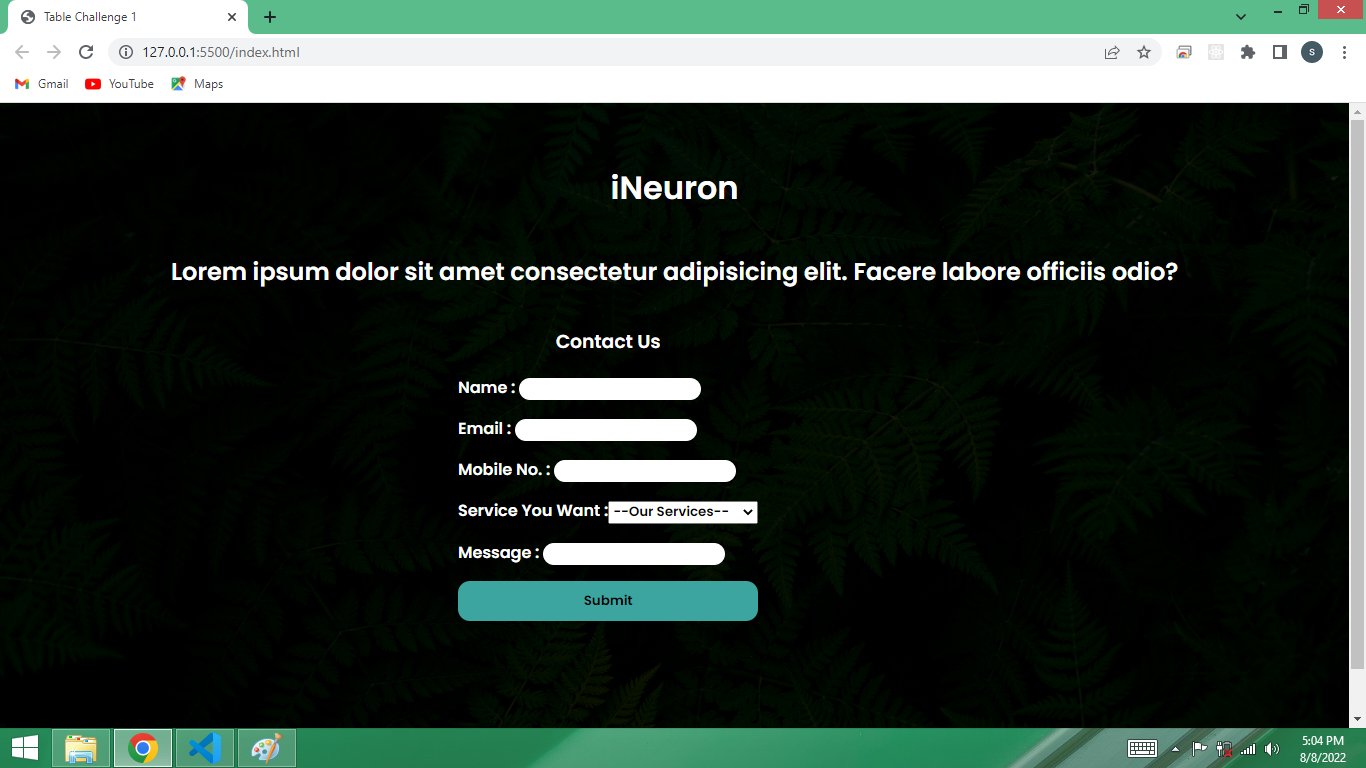 Table Challenge 1
127.0.0.1:5500/index.html
S
Gmail
YouTube
Maps
iNeuron
Lorem ipsum dolor sit amet consectetur adipisicing elit. Facere labore officiis odio?
Contact Us
Name :
Email :
Mobile No. :
Service You Want : --Our Services--
Message :
Submit
5:04 PM
8/8/2022